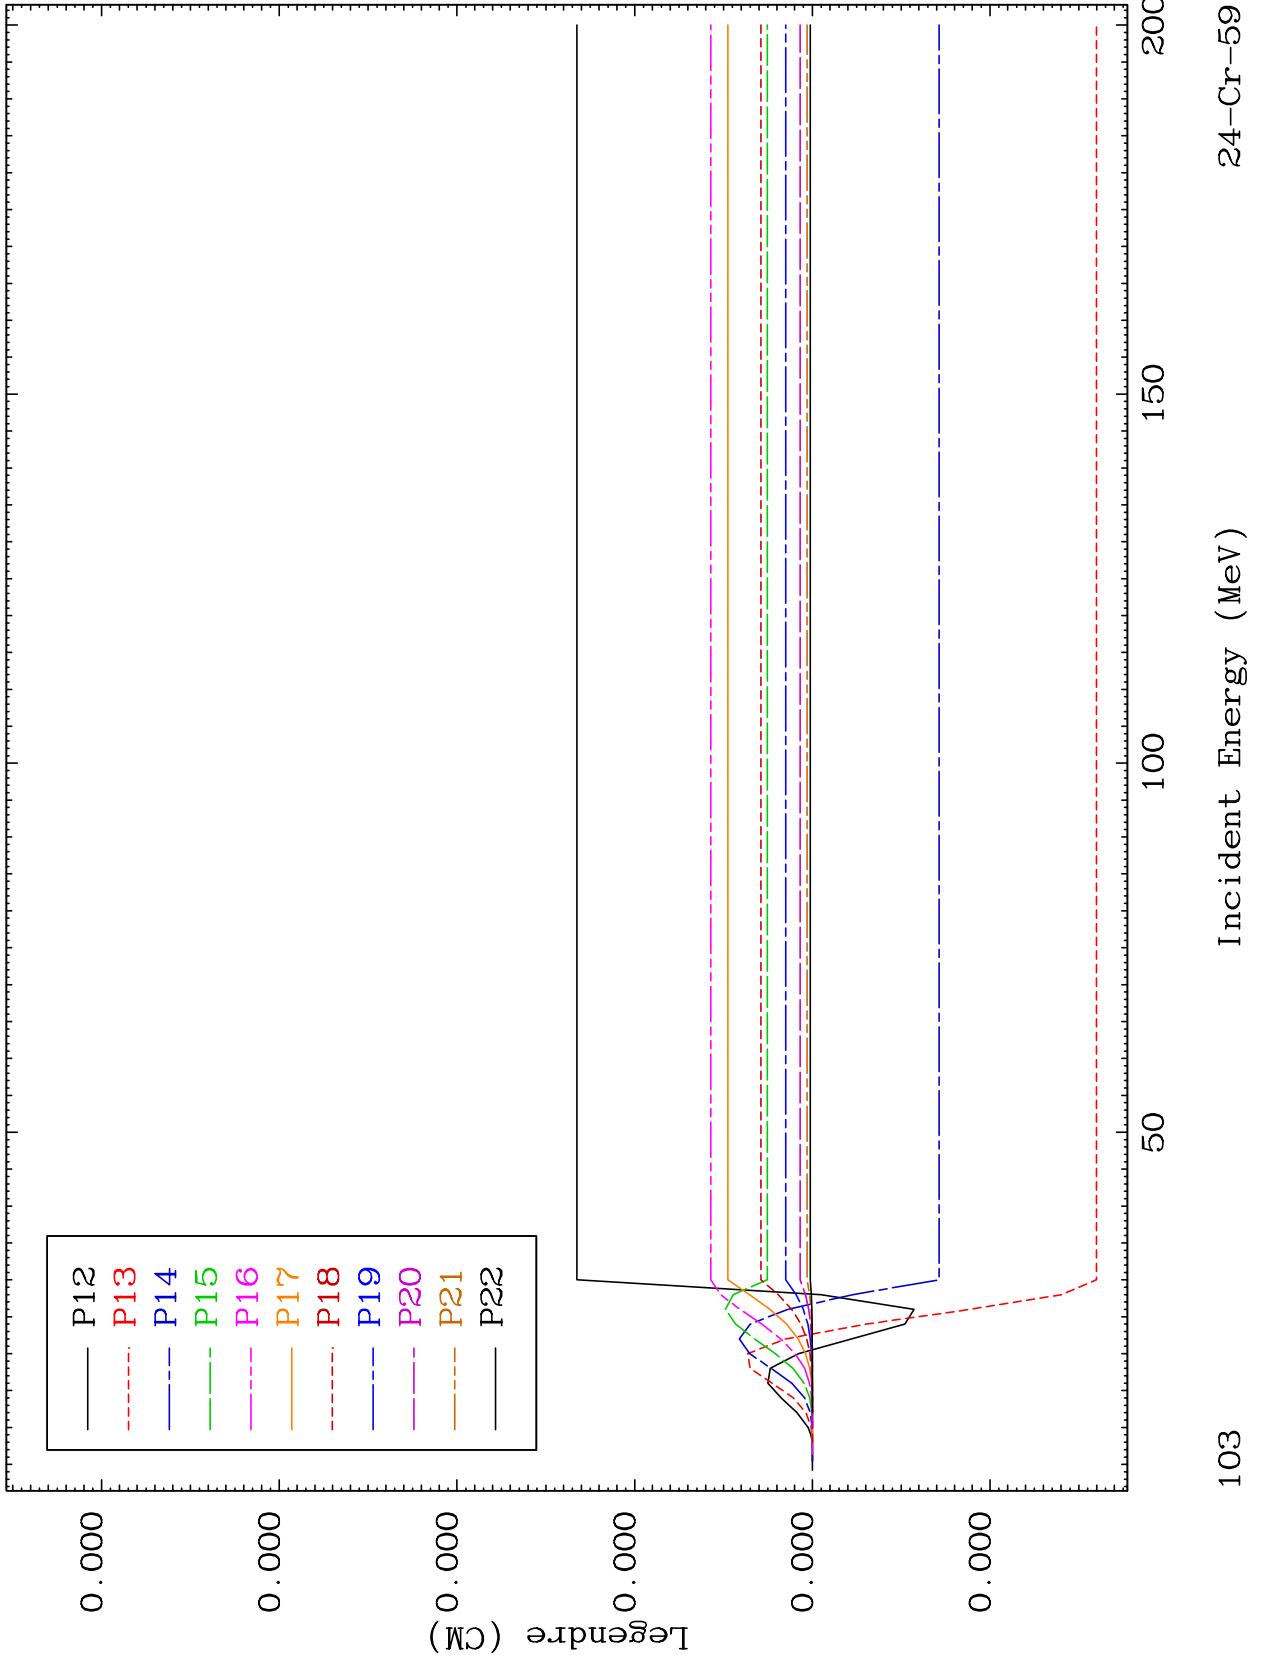 P12
P13
P14
P15
P16
P17
P18
P19
P20
P21
P22
Legendre (CM)
0.000
0.000
0.000
0.000
0.000
0.000
50
100
150
200
Incident Energy (MeV)
103
24-Cr-59